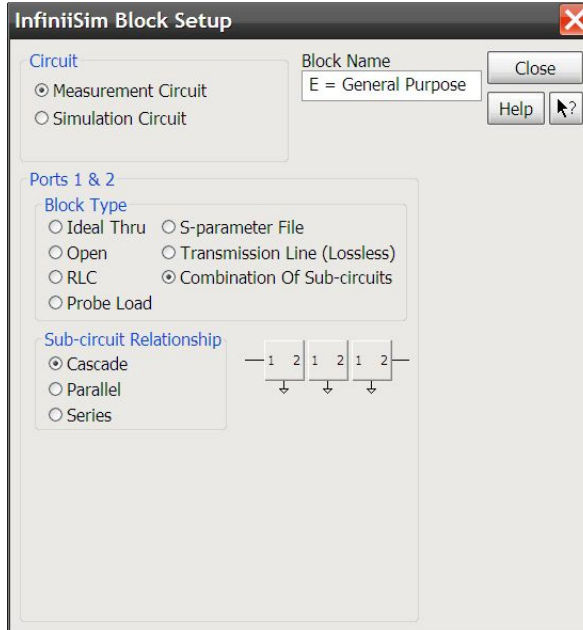 InfiniiSim Block Setup
Circuit
Measurement Circuit
Simulation Circuit
Block Name
E = General Purpose
Close
Help
?
Ports 1 & 2
Block Type
Ideal Thru
S-parameter File
Open
Transmission Line (Lossless)
RLC
Combination Of Sub-circuits
Probe Load
Sub-circuit Relationship
Cascade
Parallel
Series
1 2 1 2 1 2